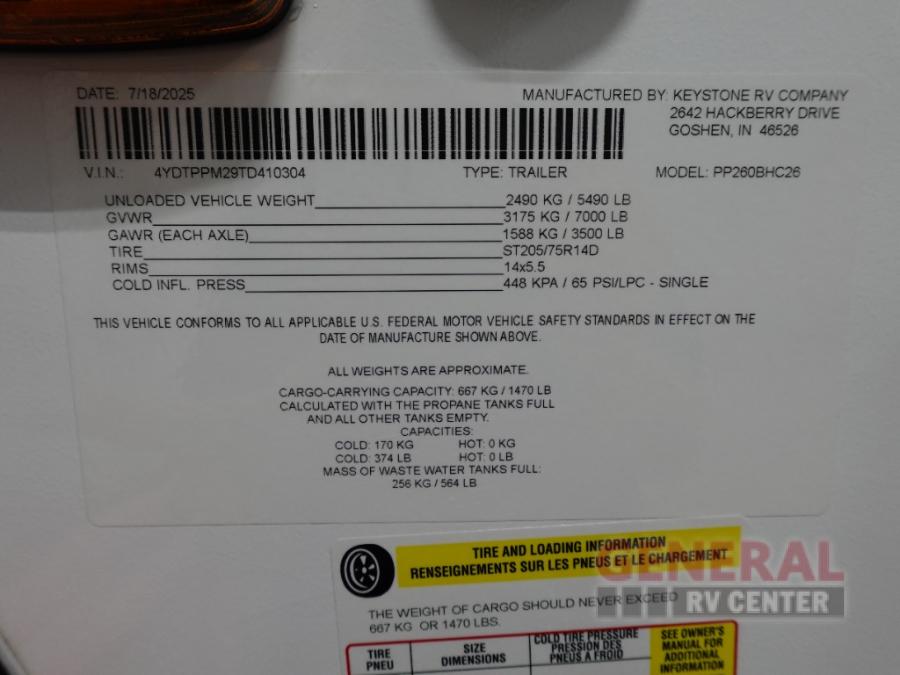 DATE: 7/18/2025
MANUFACTURED BY: KEYSTONE RV COMPANY
2642 HACKBERRY DRIVE
GOSHEN, IN 46526
V.I.N.: 4YDTPPM29TD410304 TYPE: TRAILER MODEL: PP260BHC26
UNLOADED VEHICLE WEIGHT 2490 KG / 5490 LB
GVWR 3175 KG / 7000 LB
GAWR (EACH AXLE) 1588 KG / 3500 LB
TIRE ST205/75R14D
RIMS 14x5.5
COLD INFL. PRESS 448 KPA / 65 PSI/LPC - SINGLE
THIS VEHICLE CONFORMS TO ALL APPLICABLE U.S. FEDERAL MOTOR VEHICLE SAFETY STANDARDS IN EFFECT ON THE
DATE OF MANUFACTURE SHOWN ABOVE.
ALL WEIGHTS ARE APPROXIMATE.
CARGO-CARRYING CAPACITY: 667 KG / 1470 LB
CALCULATED WITH THE PROPANE TANKS FULL
AND ALL OTHER TANKS EMPTY.
CAPACITIES:
COLD: 170 KG HOT: 0 KG
COLD: 374 LB HOT: 0 LB
MASS OF WASTE WATER TANKS FULL:
256 KG / 564 LB
TIRE AND LOADING INFORMATION
RENSEIGNEMENTS SUR LES PNEUS ET LE CHARGEMENT
GENERAL
RV CENTER
THE WEIGHT OF CARGO SHOULD NEVER EXCEED
667 KG OR 1470 LBS.
TIRE
PNEU
SIZE
DIMENSIONS
COLD TIRE PRESSURE
PRESSION DES
PNEUS A FROID
SEE OWNER'S
MANUAL FOR
ADDITIONAL
INFORMATION